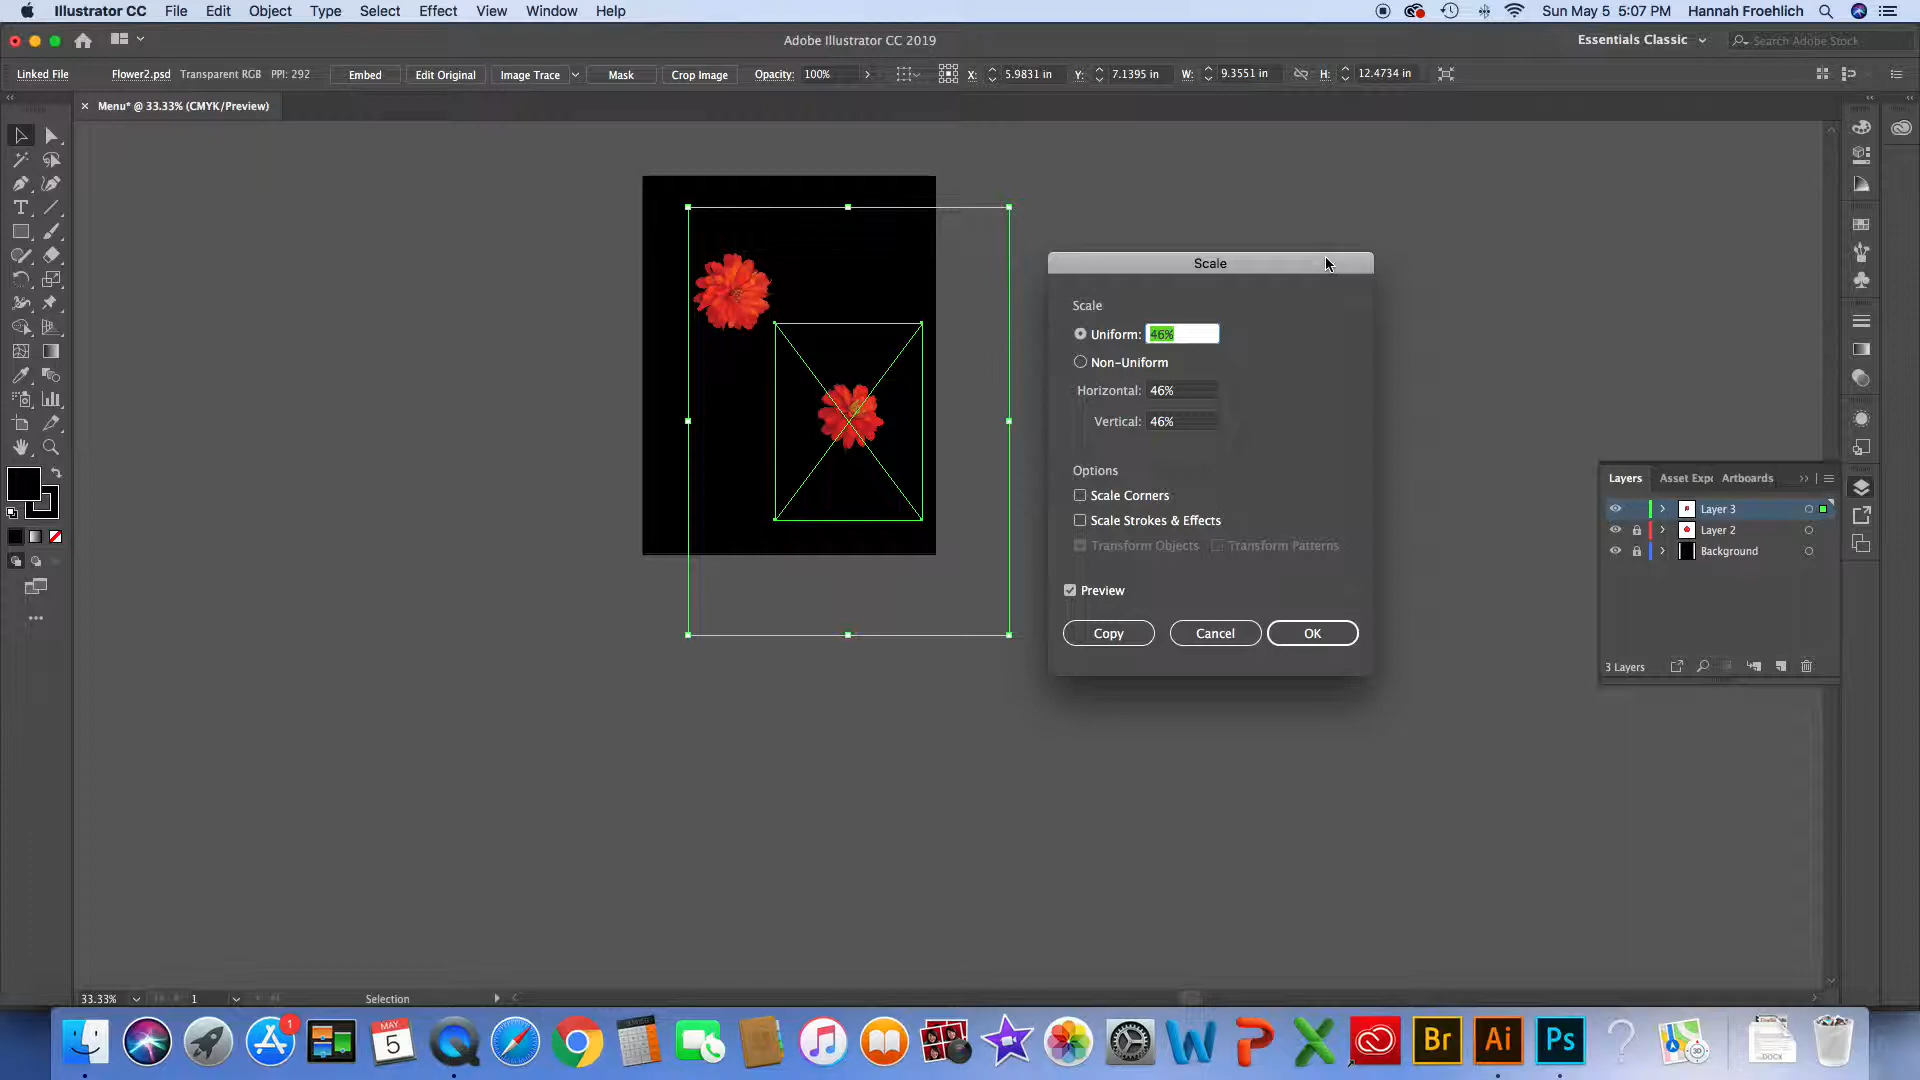 Illustrator CC File Edit Object Type Select Effect View Window Help Sun May 5 5:07 PM Hannah Froehlich
Adobe Illustrator CC 2019 Essentials Classic Search Adobe Stock
Linked File Flower2.psd Transparent RGB PPI: 292 Embed Edit Original Image Trace Mask Crop Image Opacity: 100% X: 5.9831 in Y: 7.1395 in W: 9.3551 in H: 12.4734 in
× Menu* @ 33.33% (CMYK/Preview)
Scale
Scale
Uniform: 46%
Non-Uniform
Horizontal: 46%
Vertical: 46%
Options
Scale Corners
Scale Strokes & Effects
Transform Objects Transform Patterns
Preview
Copy Cancel OK
Layers Asset Expo Artboards
Layer 3
Layer 2
Background
3 Layers
33.33% 1 Selection
1
MAY
5
DOCX
Br Ai Ps